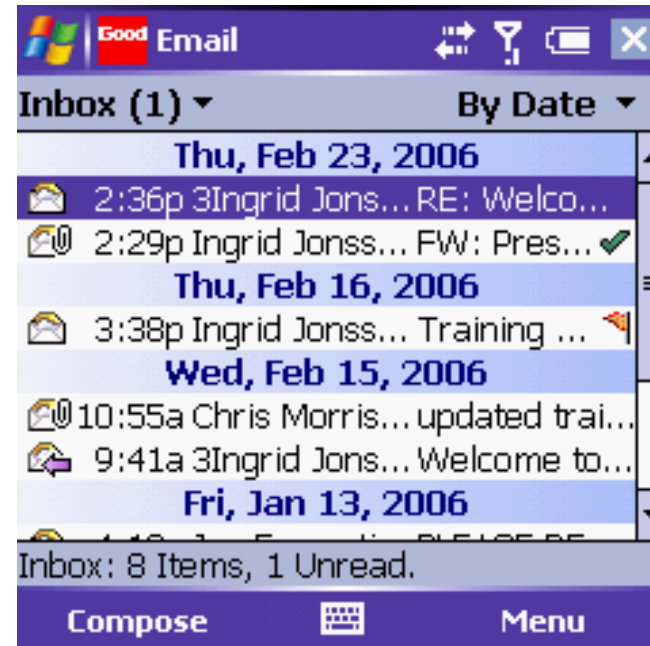 Good Email
Inbox (1) By Date
Thu, Feb 23, 2006
2:36p 3Ingrid Jons... RE: Welco...
2:29p Ingrid Jonss... FW: Pres...
Thu, Feb 16, 2006
3:38p Ingrid Jonss... Training ...
Wed, Feb 15, 2006
10:55a Chris Morris... updated trai...
9:41a 3Ingrid Jons... Welcome to...
Fri, Jan 13, 2006
Inbox: 8 Items, 1 Unread.
Compose Menu